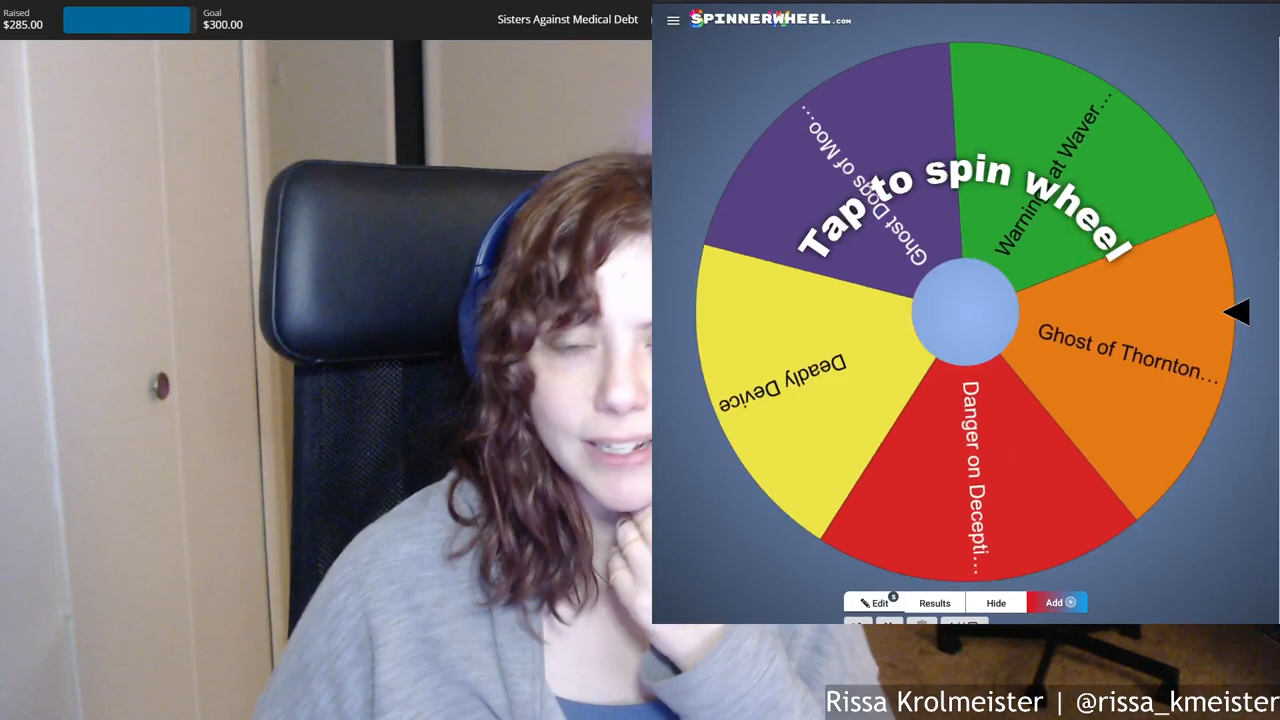 Raised
$285.00
Goal
$300.00
Sisters Against Medical Debt
SPINNERWHEEL.COM
Tap to spin wheel
Ghost Dogs of Moo...
Warning at Waver...
Ghost of Thornton...
Danger on Decepti...
Deadly Device
Edit
5
Results
Hide
Add
Rissa Krolmeister | @rissa_kmeister